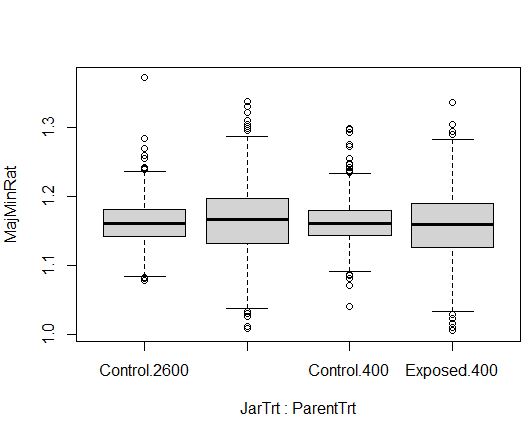 MajMinRat
1.3
1.2
1.1
1.0
Control.2600 Control.400 Exposed.400
JarTrt : ParentTrt